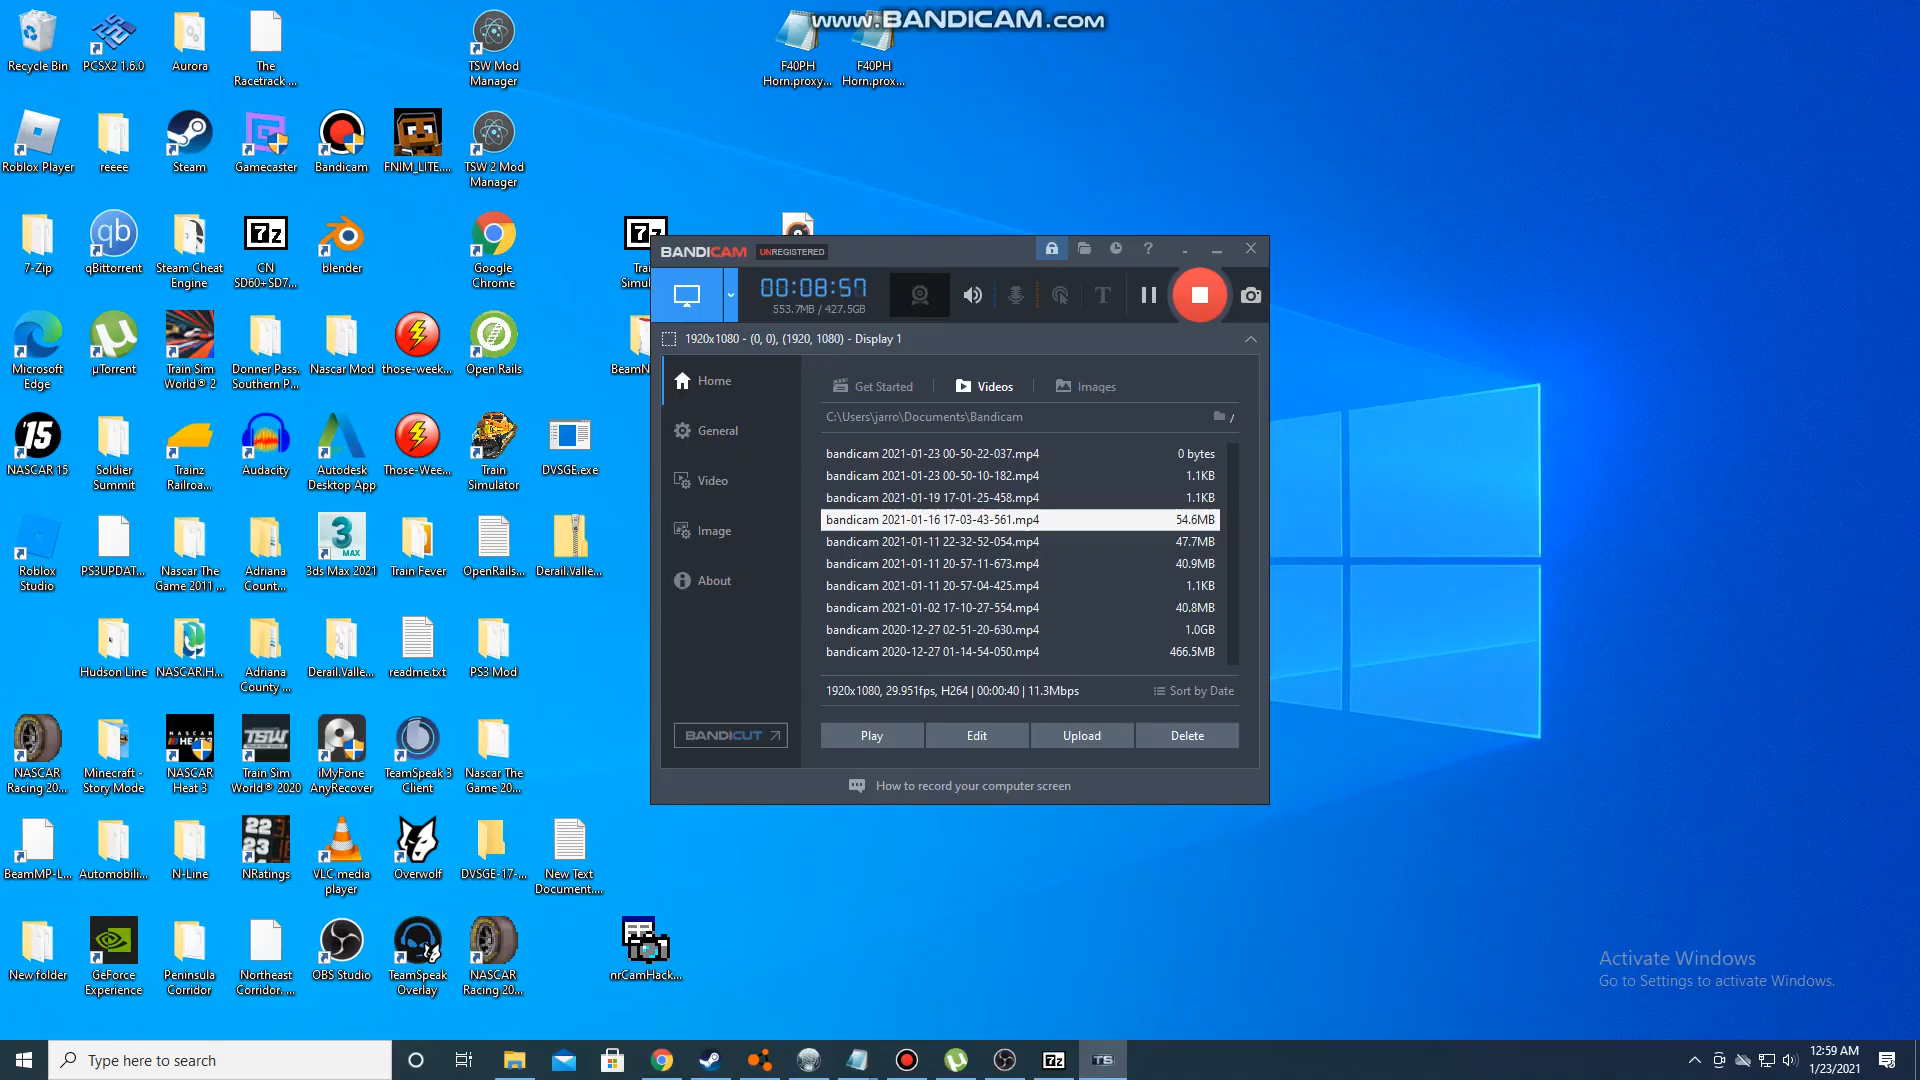 www.BANDICAM.com
Recycle Bin
PCSX2 1.6.0
Aurora
The
Racetrack ...
TSW Mod
Manager
F40PH
Horn.proxy...
F40PH
Horn.prox...
Roblox Player
reeee
Steam
Gamecaster
Bandicam
FNIM_LITE....
TSW 2 Mod
Manager
7-Zip
qBittorrent
Steam Cheat
Engine
CN
SD60+SD7...
blender
Google
Chrome
Microsoft
Edge
µTorrent
Train Sim
World® 2
Donner Pass.
Southern P...
Nascar Mod
those-week...
Open Rails
NASCAR 15
Soldier
Summit
Trainz
Railroa...
Audacity
Autodesk
Desktop App
Those-Wee...
Train
Simulator
DVSGE.exe
Roblox
Studio
PS3UPDAT...
Nascar The
Game 2011 ...
Adriana
Count...
3ds Max 2021
Train Fever
OpenRails...
Derail.Valle...
Hudson Line
NASCAR.H...
Adriana
County ...
Derail.Valle...
readme.txt
PS3 Mod
NASCAR
Racing 20...
Minecraft -
Story Mode
NASCAR
Heat 3
Train Sim
World® 2020
iMyFone
AnyRecover
TeamSpeak 3
Client
Nascar The
Game 20...
BeamMP-L...
Automobili...
N-Line
NRatings
VLC media
player
Overwolf
DVSGE-17-...
New Text
Document....
New folder
GeForce
Experience
Peninsula
Corridor
Northeast
Corridor. ...
OBS Studio
TeamSpeak
Overlay
NASCAR
Racing 20...
nrCamHack...
BANDICAM UNREGISTERED
00:08:57
553.7MB / 427.5GB
1920x1080 - (0, 0), (1920, 1080) - Display 1
Home
General
Video
Image
About
BANDICUT
Get Started
Videos
Images
C:\Users\jarro\Documents\Bandicam
bandicam 2021-01-23 00-50-22-037.mp4 0 bytes
bandicam 2021-01-23 00-50-10-182.mp4 1.1KB
bandicam 2021-01-19 17-01-25-458.mp4 1.1KB
bandicam 2021-01-16 17-03-43-561.mp4 54.6MB
bandicam 2021-01-11 22-32-52-054.mp4 47.7MB
bandicam 2021-01-11 20-57-11-673.mp4 40.9MB
bandicam 2021-01-11 20-57-04-425.mp4 1.1KB
bandicam 2021-01-02 17-10-27-554.mp4 40.8MB
bandicam 2020-12-27 02-51-20-630.mp4 1.0GB
bandicam 2020-12-27 01-14-54-050.mp4 466.5MB
1920x1080, 29.951fps, H264 | 00:00:40 | 11.3Mbps
Sort by Date
Play
Edit
Upload
Delete
How to record your computer screen
Activate Windows
Go to Settings to activate Windows.
Type here to search
12:59 AM
1/23/2021